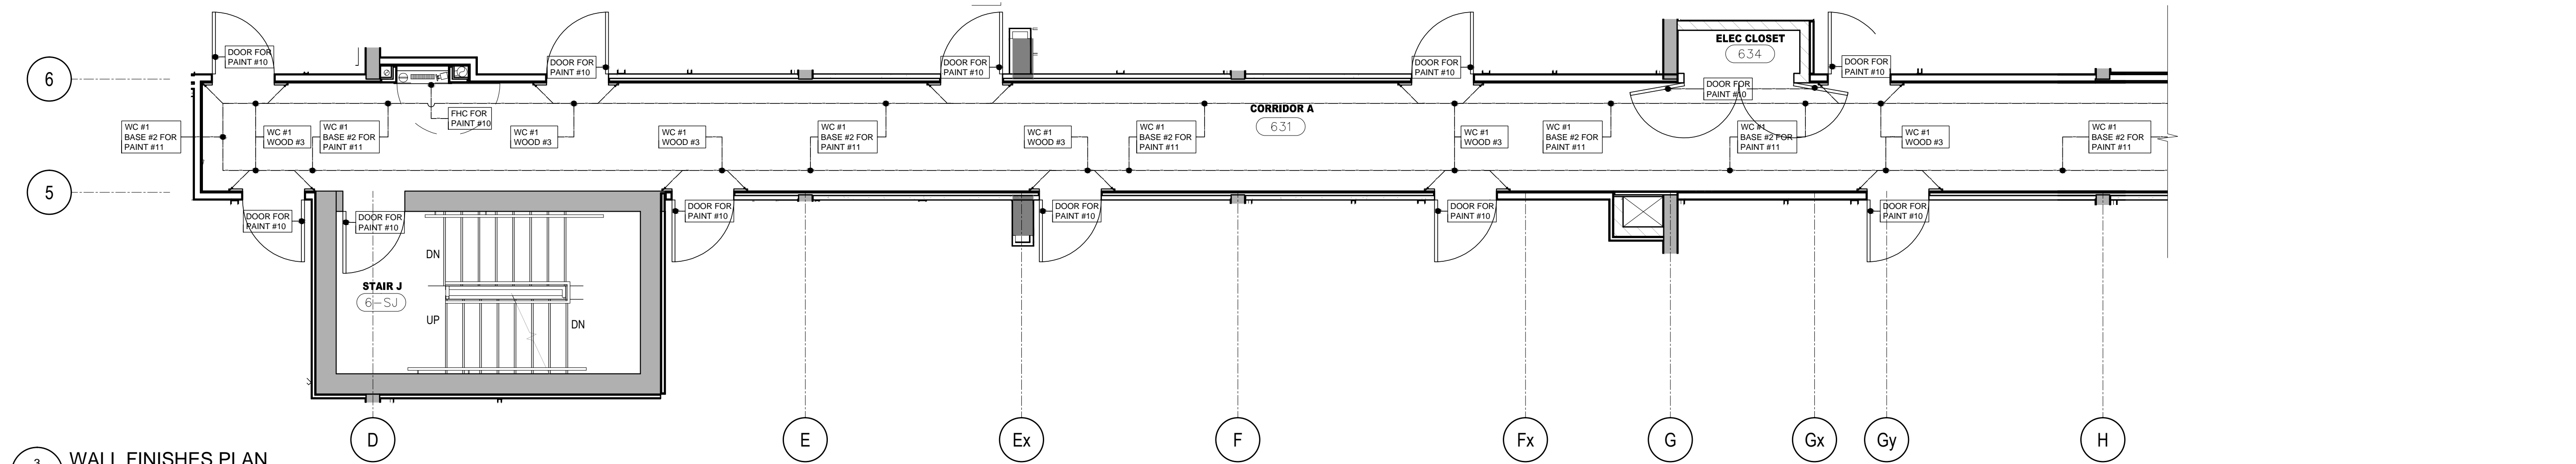 6
DOOR FOR
PAINT #10
DOOR FOR
PAINT #10
DOOR FOR
PAINT #10
DOOR FOR
PAINT #10
ELEC CLOSET
634
DOOR FOR
PAINT #10
DOOR FOR
PAINT #10
FHC FOR
PAINT #10
CORRIDOR A
631
WC #1
BASE #2 FOR
PAINT #11
WC #1
WOOD #3
WC #1
BASE #2 FOR
PAINT #11
WC #1
WOOD #3
WC #1
WOOD #3
WC #1
BASE #2 FOR
PAINT #11
WC #1
WOOD #3
WC #1
BASE #2 FOR
PAINT #11
WC #1
WOOD #3
WC #1
BASE #2 FOR
PAINT #11
WC #1
BASE #2 FOR
PAINT #11
WC #1
WOOD #3
WC #1
BASE #2 FOR
PAINT #11
5
DOOR FOR
PAINT #10
DOOR FOR
PAINT #10
DOOR FOR
PAINT #10
DOOR FOR
PAINT #10
DOOR FOR
PAINT #10
DOOR FOR
PAINT #10
DN
STAIR J
6-SJ
UP
DN
D
E
Ex
F
Fx
G
Gx
Gy
H
3
WALL FINISHES PLAN